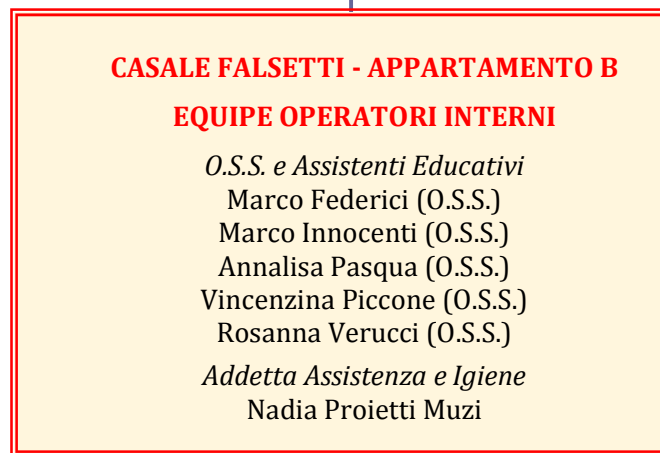 CASALE FALSETTI - APPARTAMENTO B
EQUIPE OPERATORI INTERNI
O.S.S. e Assistenti Educativi
Marco Federici (O.S.S.)
Marco Innocenti (O.S.S.)
Annalisa Pasqua (O.S.S.)
Vincenzina Piccone (O.S.S.)
Rosanna Verucci (O.S.S.)
Addetta Assistenza e Igiene
Nadia Proietti Muzi